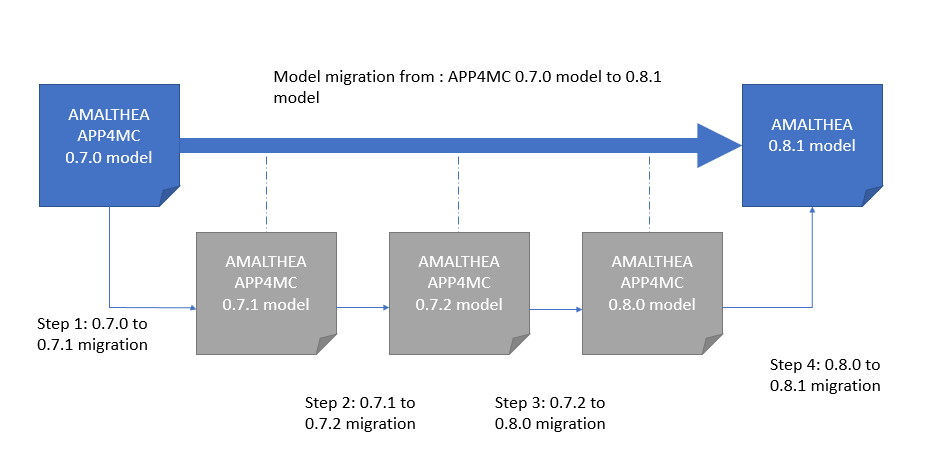 Model migration from : APP4MC 0.7.0 model to 0.8.1
model
AMALTHEA
APP4MC
0.7.0 model
AMALTHEA
0.8.1 model
AMALTHEA
APP4MC
0.7.1 model
AMALTHEA
APP4MC
0.7.2 model
AMALTHEA
APP4MC
0.8.0 model
Step 1: 0.7.0 to
0.7.1 migration
Step 2: 0.7.1 to
0.7.2 migration
Step 3: 0.7.2 to
0.8.0 migration
Step 4: 0.8.0 to
0.8.1 migration